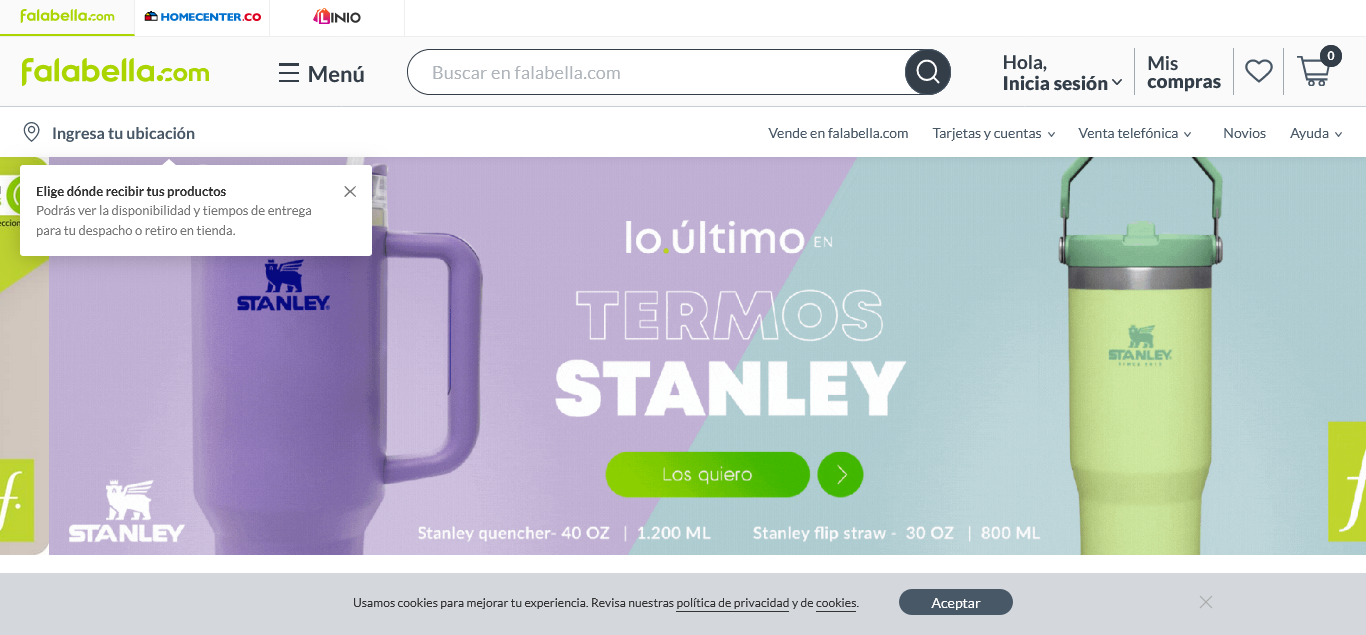 falabella.com
HOMECENTER.CO
LINIO
falabella.com
Menú
Buscar en falabella.com
Hola,
Inicia sesión
Mis
compras
0
Ingresa tu ubicación
Vende en falabella.com
Tarjetas y cuentas
Venta telefónica
Novios
Ayuda
Elige dónde recibir tus productos
Podrás ver la disponibilidad y tiempos de entrega
para tu despacho o retiro en tienda.
lo.último EN
TERMOS
STANLEY
Los quiero
STANLEY
STANLEY
SINCE 1913
STANLEY
Stanley quencher- 40 OZ | 1.200 ML
Stanley flip straw - 30 OZ | 800 ML
f.
f
Usamos cookies para mejorar tu experiencia. Revisa nuestras política de privacidad y de cookies.
Aceptar